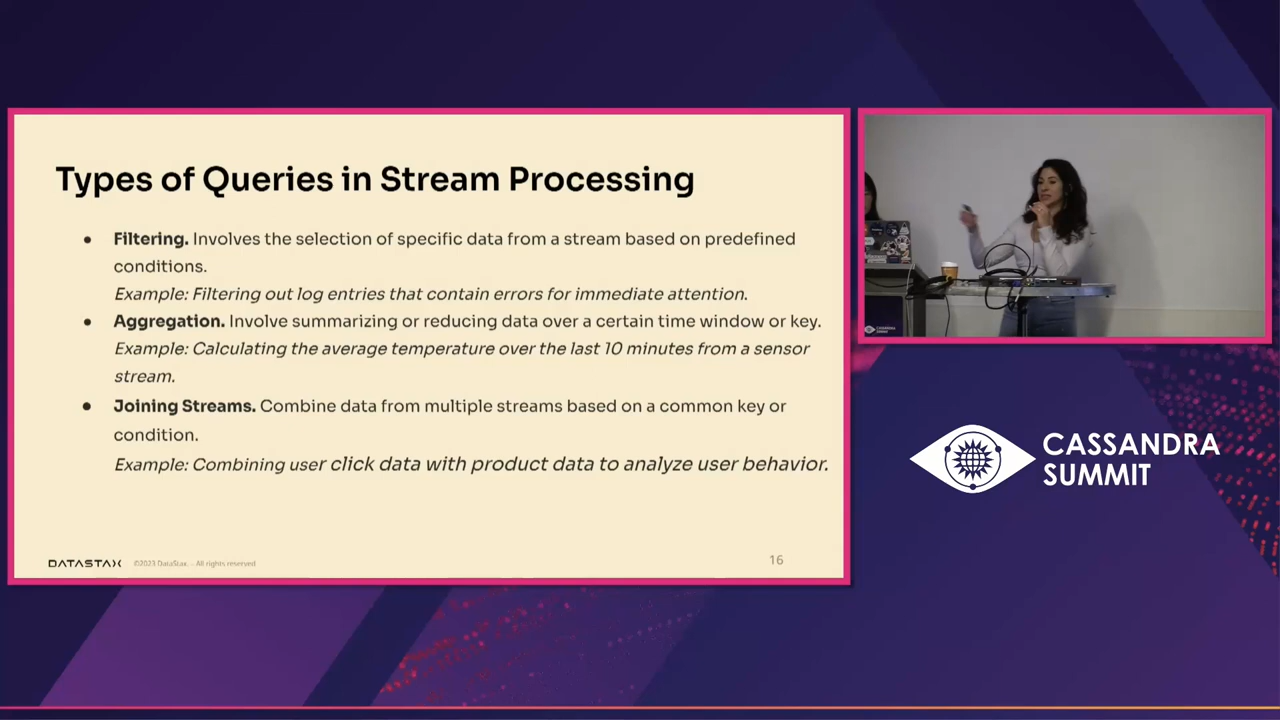 Types of Queries in Stream Processing
● Filtering. Involves the selection of specific data from a stream based on predefined
conditions.
Example: Filtering out log entries that contain errors for immediate attention.
● Aggregation. Involve summarizing or reducing data over a certain time window or key.
Example: Calculating the average temperature over the last 10 minutes from a sensor
stream.
● Joining Streams. Combine data from multiple streams based on a common key or
condition.
Example: Combining user click data with product data to analyze user behavior.
DATASTAX
©2023 DataStax. – All rights reserved
16
CASSANDRA
SUMMIT